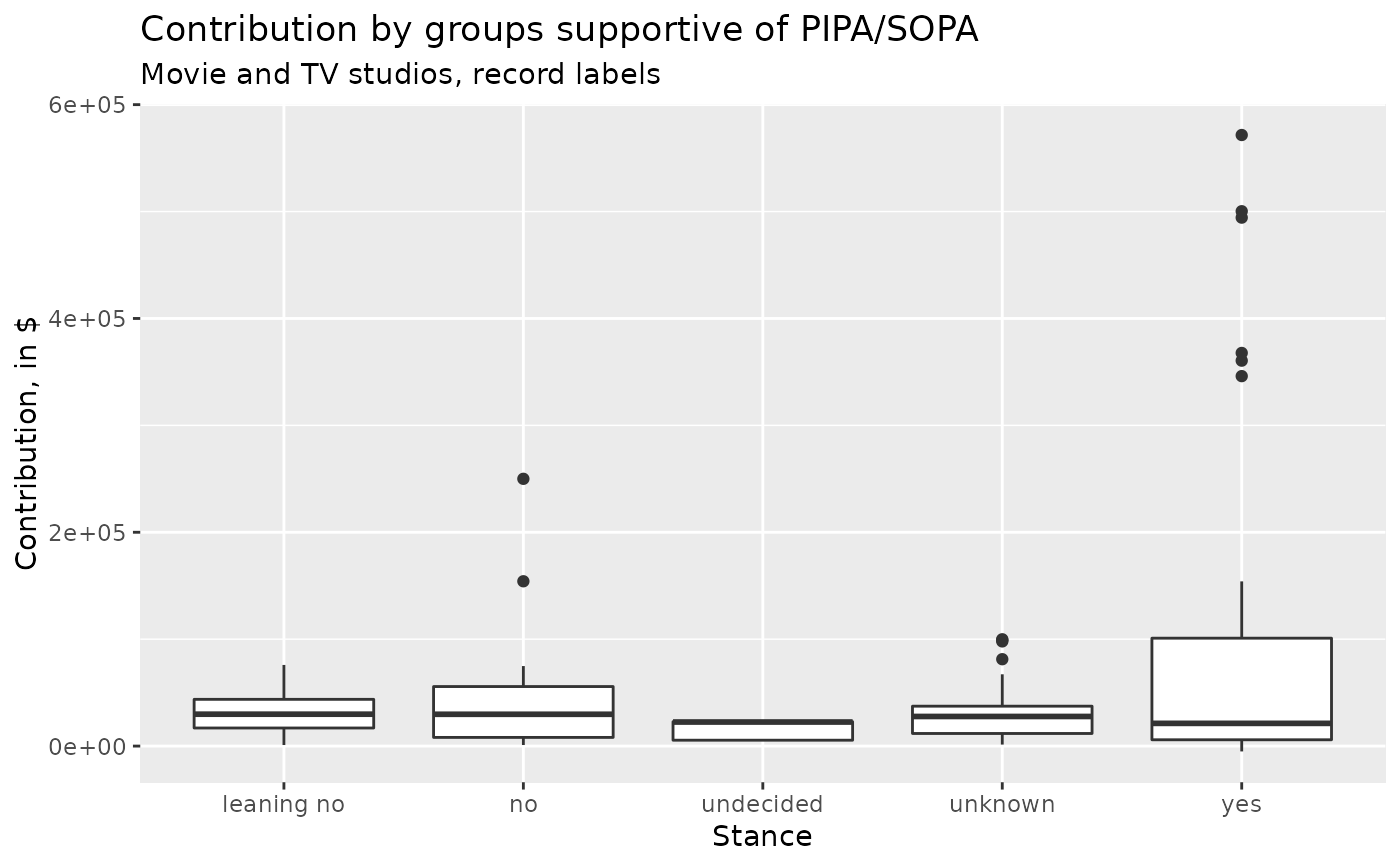 Contribution by groups supportive of PIPA/SOPA
Movie and TV studios, record labels
6e+05
4e+05
2e+05
0e+00
Contribution, in $
leaning no
no
undecided
unknown
yes
Stance